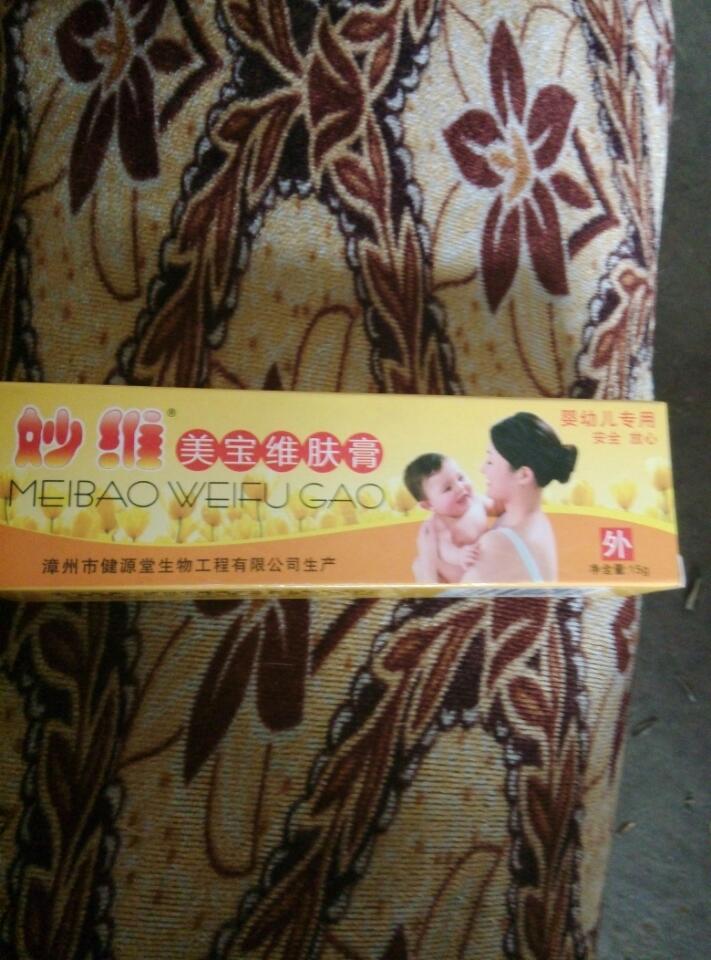 妙维® 美宝维肤膏
MEIBAO WEIFU GAO
婴幼儿专用
安全 放心
漳州市健源堂生物工程有限公司生产
外
净含量:15g